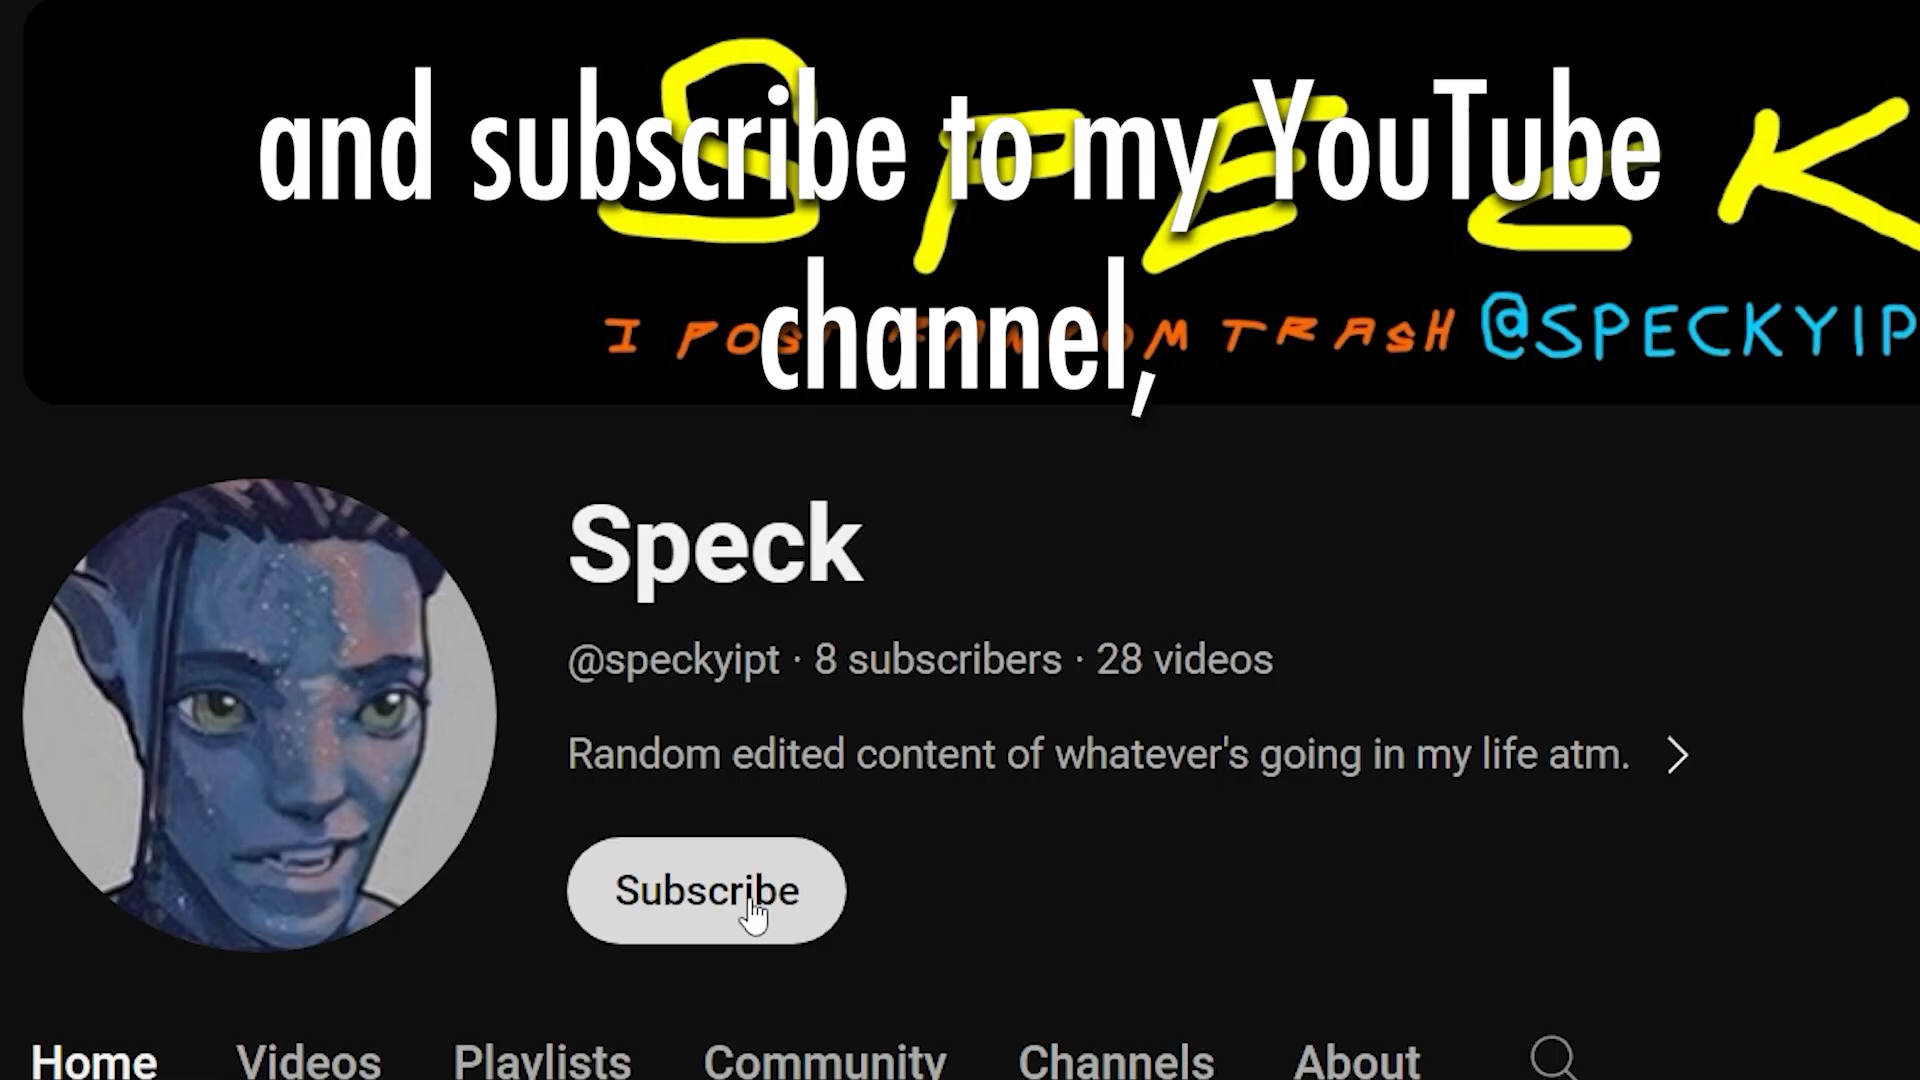 SPECK
and subscribe to my YouTube
channel,
I POST RANDOM TRASH @SPECKYIP
Speck
@speckyipt · 8 subscribers · 28 videos
Random edited content of whatever's going in my life atm.
Subscribe
Home Videos Playlists Community Channels About